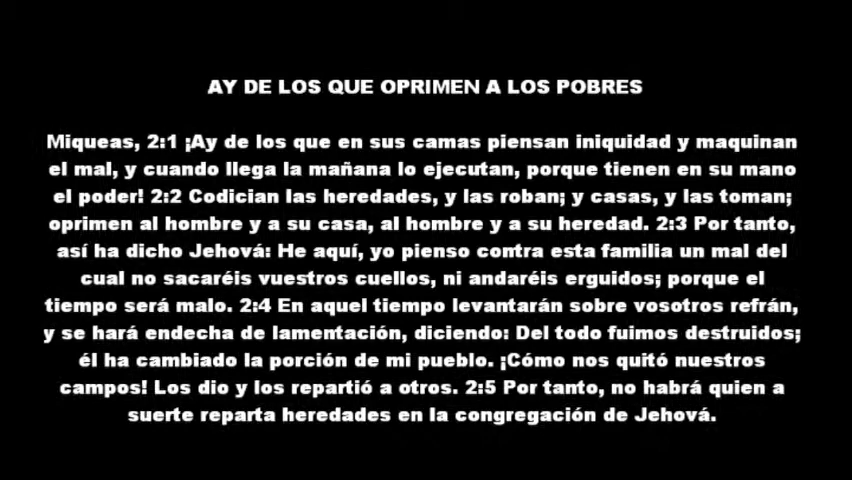 AY DE LOS QUE OPRIMEN A LOS POBRES
Miqueas, 2:1 ¡Ay de los que en sus camas piensan iniquidad y maquinan
el mal, y cuando llega la mañana lo ejecutan, porque tienen en su mano
el poder! 2:2 Codician las heredades, y las roban; y casas, y las toman;
oprimen al hombre y a su casa, al hombre y a su heredad. 2:3 Por tanto,
así ha dicho Jehová: He aquí, yo pienso contra esta familia un mal del
cual no sacaréis vuestros cuellos, ni andaréis erguidos; porque el
tiempo será malo. 2:4 En aquel tiempo levantarán sobre vosotros refrán,
y se hará endecha de lamentación, diciendo: Del todo fuimos destruidos;
él ha cambiado la porción de mi pueblo. ¡Cómo nos quitó nuestros
campos! Los dio y los repartió a otros. 2:5 Por tanto, no habrá quien a
suerte reparta heredades en la congregación de Jehová.